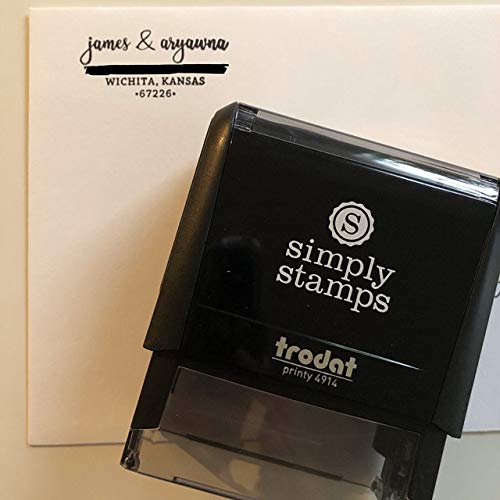 james & aryawna
WICHITA, KANSAS
•67226•
S
simply
stamps
trodat
printy 4914